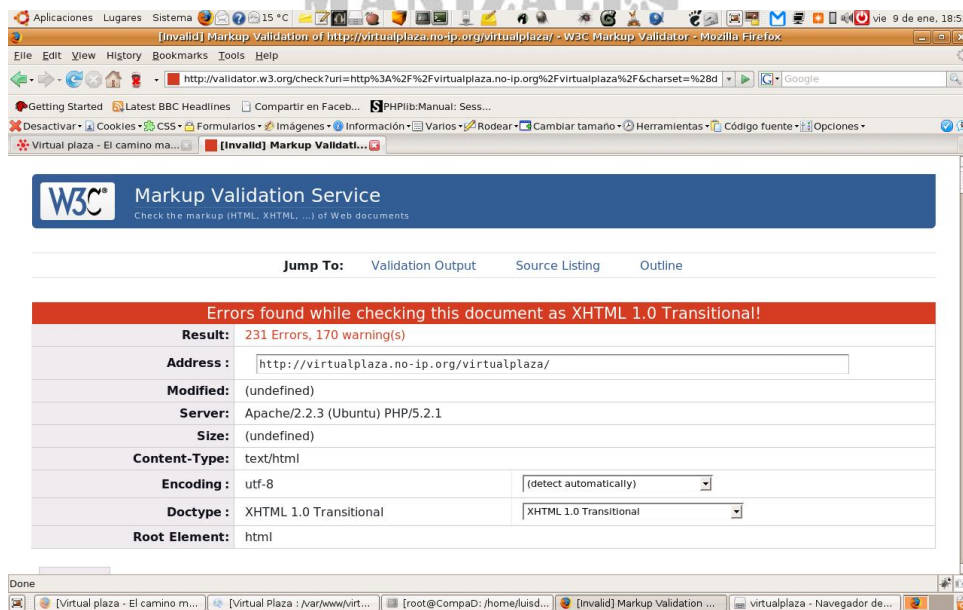 MANIZALES
Aplicaciones Lugares Sistema 15 °C vie 9 de ene, 18:5
[Invalid] Markup Validation of http://virtualplaza.no-ip.org/virtualplaza/ - W3C Markup Validator - Mozilla Firefox
File Edit View History Bookmarks Tools Help
http://validator.w3.org/check?uri=http%3A%2F%2Fvirtualplaza.no-ip.org%2Fvirtualplaza%2F&charset=%28d G Google
Getting Started Latest BBC Headlines Compartir en Faceb... PHPlib:Manual: Sess...
Desactivar Cookies CSS Formularios Imágenes Información Varios Rodear Cambiar tamaño Herramientas Código fuente Opciones
Virtual plaza - El camino ma... [Invalid] Markup Validati...
W3C® Markup Validation Service
Check the markup (HTML, XHTML, ...) of Web documents
Jump To: Validation Output Source Listing Outline
Errors found while checking this document as XHTML 1.0 Transitional!
Result: 231 Errors, 170 warning(s)
Address : http://virtualplaza.no-ip.org/virtualplaza/
Modified: (undefined)
Server: Apache/2.2.3 (Ubuntu) PHP/5.2.1
Size: (undefined)
Content-Type: text/html
Encoding : utf-8 (detect automatically)
Doctype : XHTML 1.0 Transitional XHTML 1.0 Transitional
Root Element: html
Done
[Virtual plaza - El camino m... [Virtual Plaza : /var/www/virt... [root@CompaD: /home/luisd... [Invalid] Markup Validation ... virtualplaza - Navegador de...